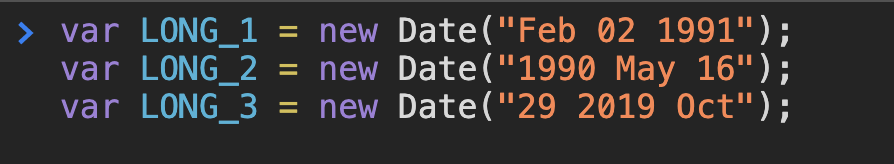 > var LONG_1 = new Date("Feb 02 1991");
var LONG_2 = new Date("1990 May 16");
var LONG_3 = new Date("29 2019 Oct");